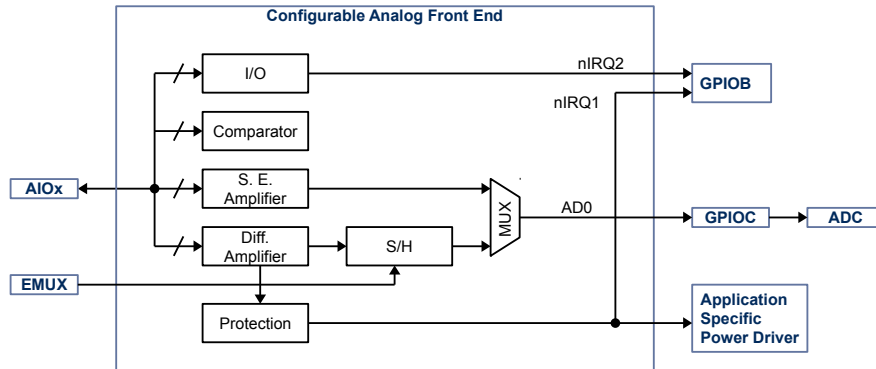 Configurable Analog Front End
I/O
nIRQ2
GPIOB
nIRQ1
Comparator
AIOx
S. E.
Amplifier
MUX
AD0
GPIOC
ADC
Diff.
Amplifier
S/H
EMUX
Protection
Application
Specific
Power Driver